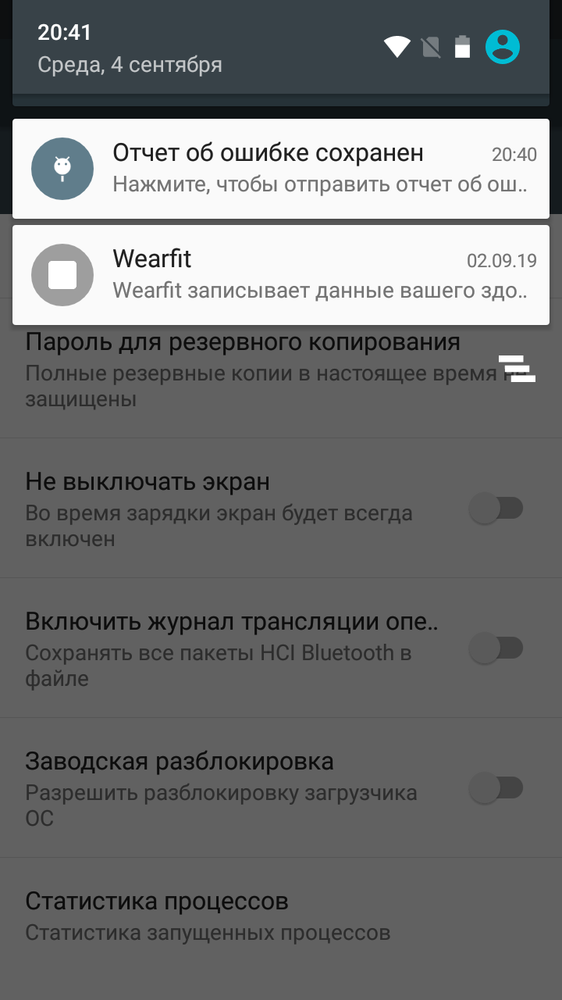 20:41
Среда, 4 сентября
Отчет об ошибке сохранен 20:40
Нажмите, чтобы отправить отчет об ош..
Wearfit 02.09.19
Wearfit записывает данные вашего здо..
Пароль для резервного копирования
Полные резервные копии в настоящее время не
защищены
Не выключать экран
Во время зарядки экран будет всегда
включен
Включить журнал трансляции опе..
Сохранять все пакеты HCI Bluetooth в
файле
Заводская разблокировка
Разрешить разблокировку загрузчика
ОС
Статистика процессов
Статистика запущенных процессов